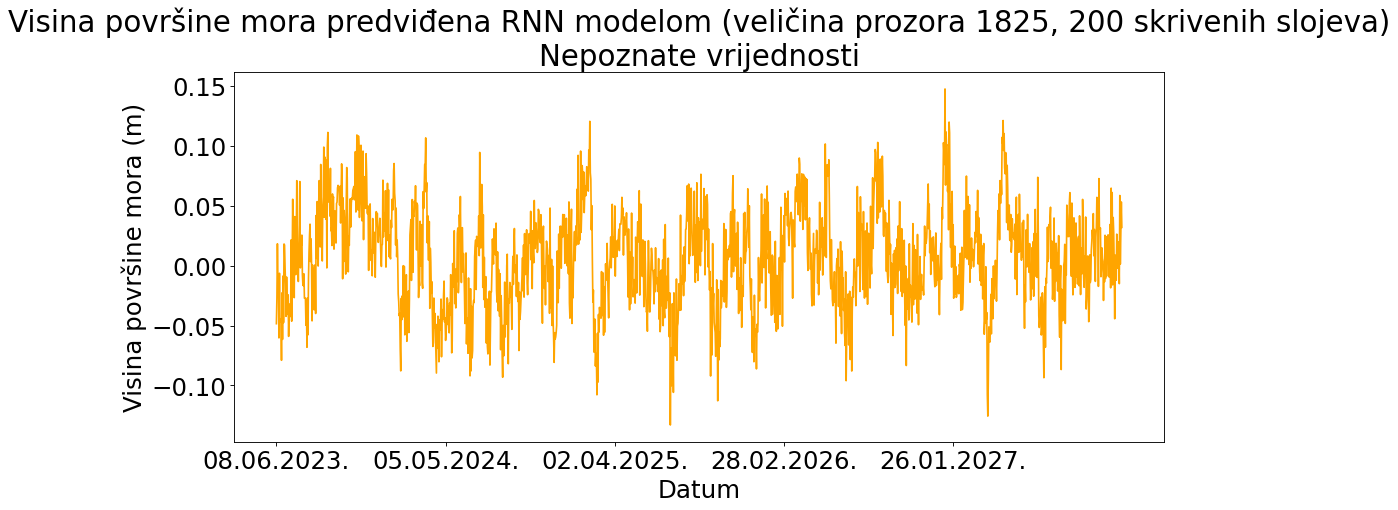 Visina površine mora predviđena RNN modelom (veličina prozora 1825, 200 skrivenih slojeva)
Nepoznate vrijednosti
Visina površine mora (m)
0.15
0.10
0.05
0.00
−0.05
−0.10
08.06.2023. 05.05.2024. 02.04.2025. 28.02.2026. 26.01.2027.
Datum